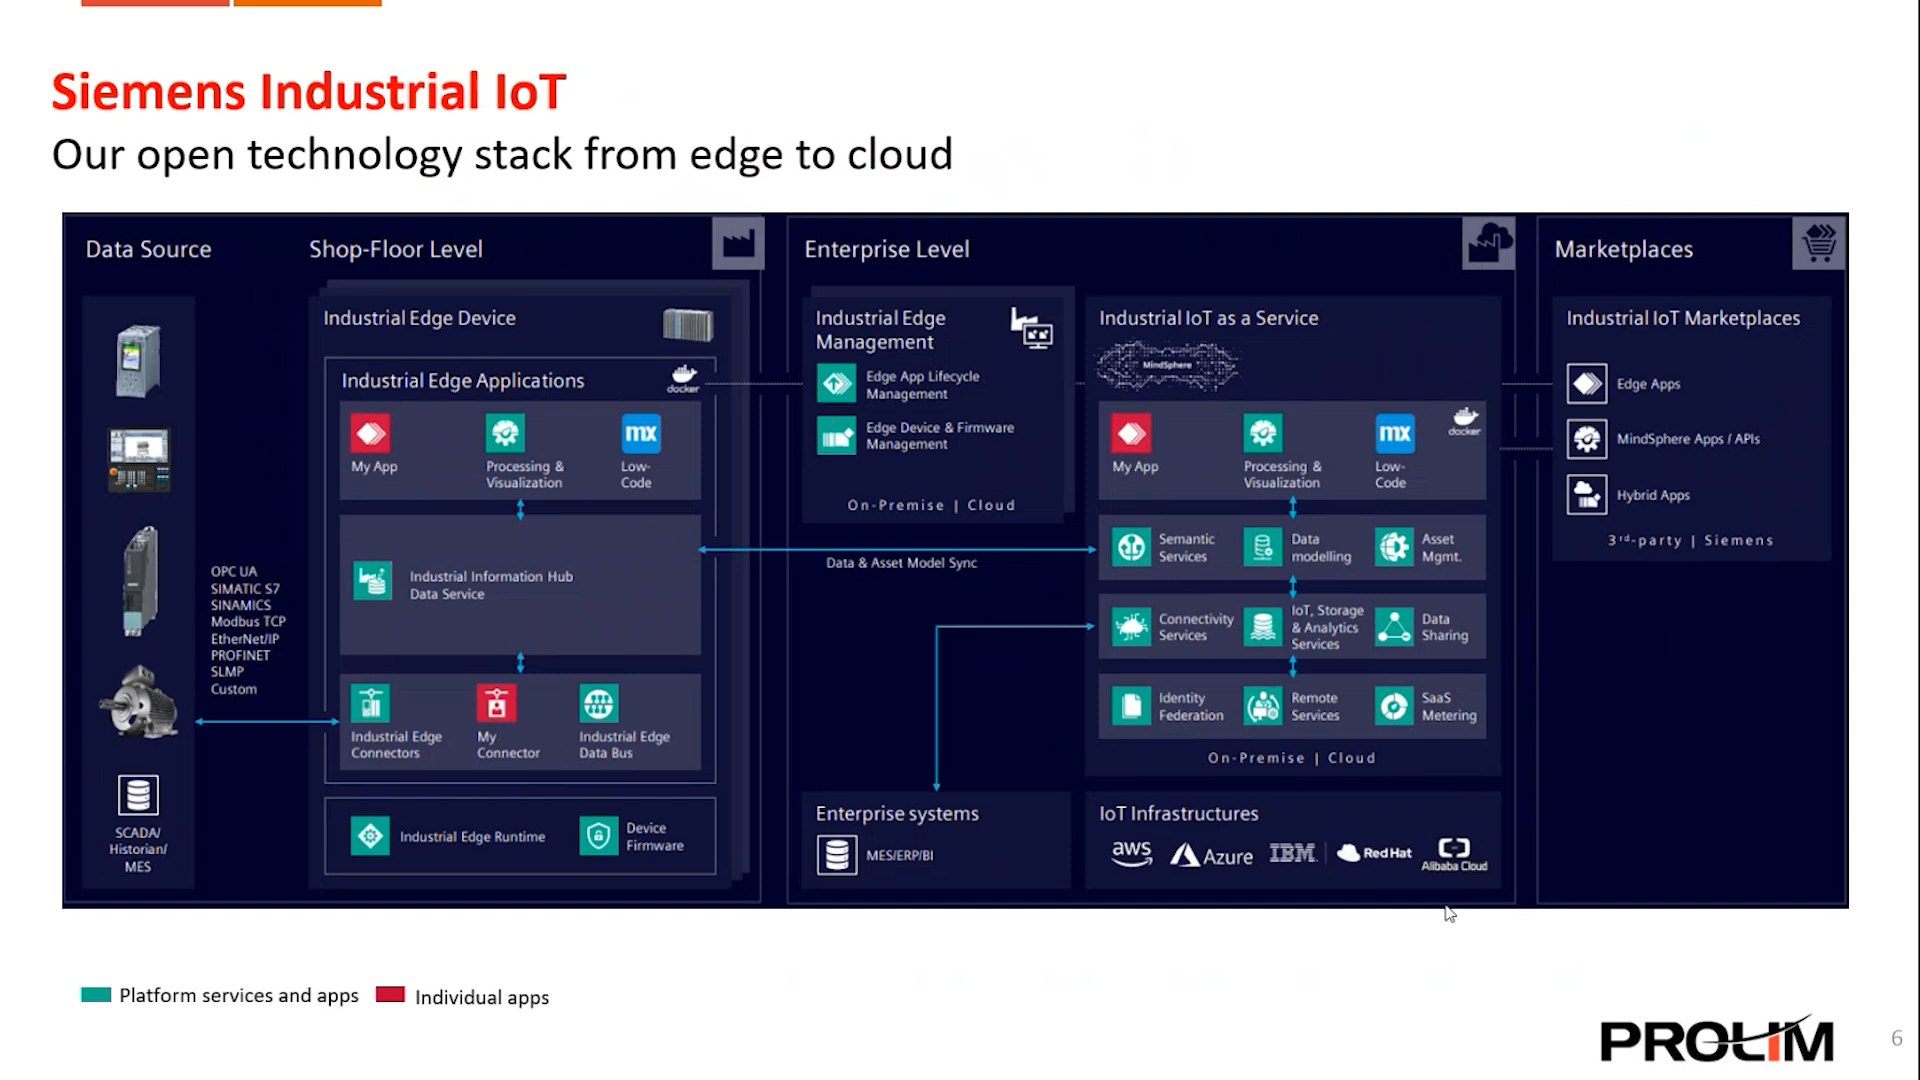 Siemens Industrial IoT
Our open technology stack from edge to cloud
Data Source
SCADA/
Historian/
MES
OPC UA
SIMATIC S7
SINAMICS
Modbus TCP
EtherNet/IP
PROFINET
SLMP
Custom
Shop-Floor Level
Industrial Edge Device
Industrial Edge Applications
docker
My App
Processing &
Visualization
mx
Low-
Code
Industrial Information Hub
Data Service
Industrial Edge
Connectors
My
Connector
Industrial Edge
Data Bus
Industrial Edge Runtime
Device
Firmware
Enterprise Level
Industrial Edge
Management
Edge App Lifecycle
Management
Edge Device & Firmware
Management
On-Premise | Cloud
Data & Asset Model Sync
Enterprise systems
MES/ERP/BI
Industrial IoT as a Service
MindSphere
docker
My App
Processing &
Visualization
mx
Low-
Code
Semantic
Services
Data
modelling
Asset
Mgmt.
Connectivity
Services
IoT, Storage
& Analytics
Services
Data
Sharing
Identity
Federation
Remote
Services
SaaS
Metering
On-Premise | Cloud
IoT Infrastructures
aws
Azure
IBM
Red Hat
Alibaba Cloud
Marketplaces
Industrial IoT Marketplaces
Edge Apps
MindSphere Apps / APIs
Hybrid Apps
3rd-party | Siemens
Platform services and apps
Individual apps
PROLIM
6